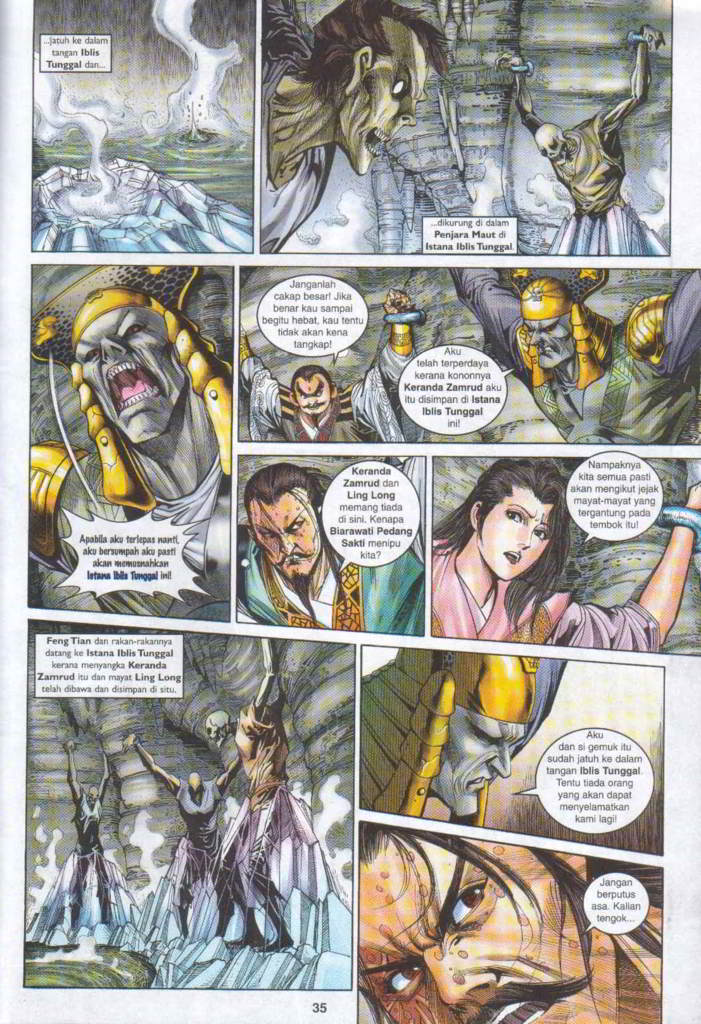 ...jatuh ke dalam
tangan Iblis
Tunggal dan...
...dikurung di dalam
Penjara Maut di
Istana Iblis Tunggal.
Apabila aku terlepas nanti,
aku bersumpah aku pasti
akan memusnahkan
Istana Iblis Tunggal ini!
Janganlah
cakap besar! Jika
benar kau sampai
begitu hebat, kau tentu
tidak akan kena
tangkap!
Aku
telah terperdaya
kerana kononnya
Keranda Zamrud aku
itu disimpan di Istana
Iblis Tunggal
ini!
Keranda
Zamrud dan
Ling Long
memang tiada
di sini. Kenapa
Biarawati Pedang
Sakti menipu
kita?
Nampaknya
kita semua pasti
akan mengikut jejak
mayat-mayat yang
tergantung pada
tembok itu!
Feng Tian dan rakan-rakannya
datang ke Istana Iblis Tunggal
kerana menyangka Keranda
Zamrud itu dan mayat Ling Long
telah dibawa dan disimpan di situ.
Aku
dan si gemuk itu
sudah jatuh ke dalam
tangan Iblis Tunggal.
Tentu tiada orang
yang akan dapat
menyelamatkan
kami lagi!
Jangan
berputus
asa. Kalian
tengok...
35